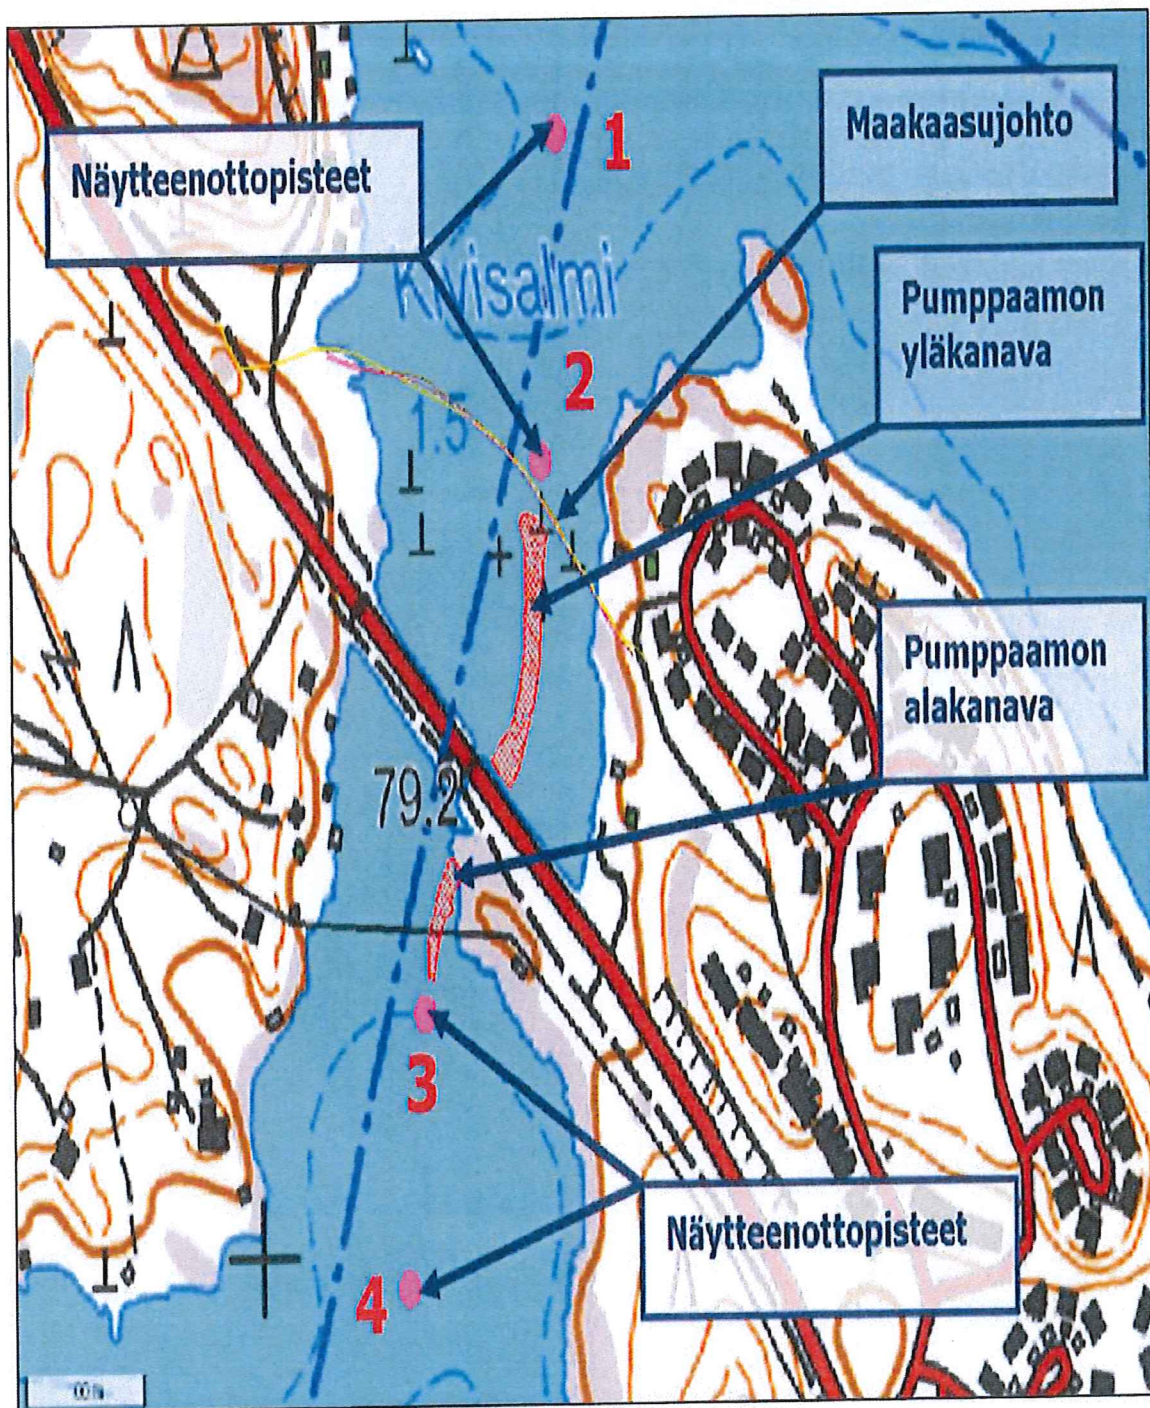 1
Maakaasujohto
Näytteenottopisteet
Kivisalmi
Pumppaamon
yläkanava
2
1.5
Pumppaamon
alakanava
79.2
3
Näytteenottopisteet
4